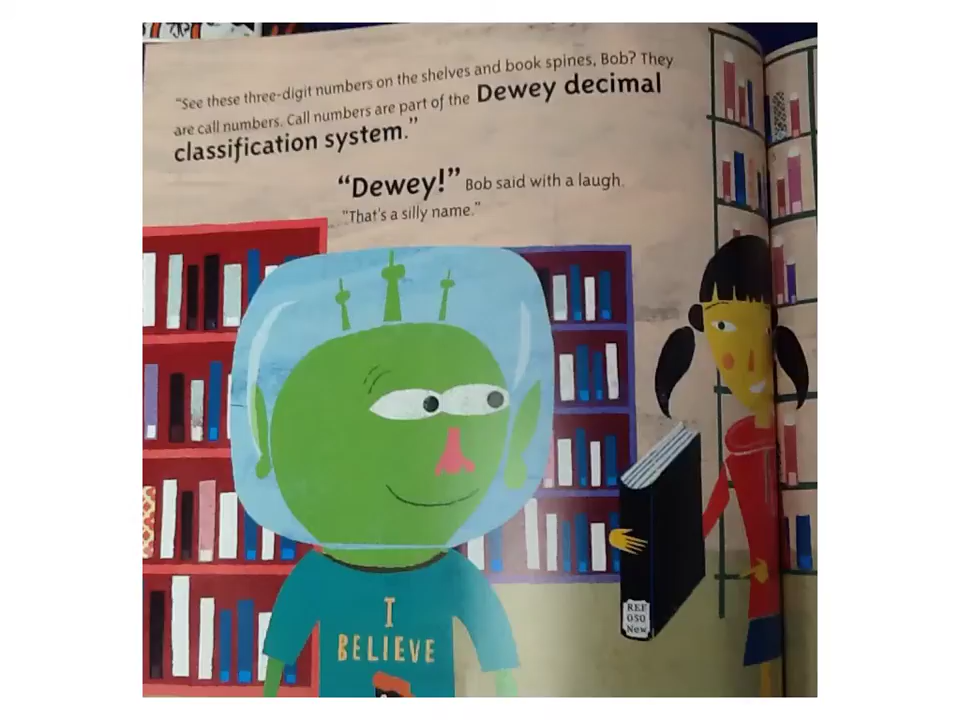 "See these three-digit numbers on the shelves and book spines, Bob? They
are call numbers. Call numbers are part of the Dewey decimal
classification system."
"Dewey!" Bob said with a laugh.
"That's a silly name."
I
BELIEVE
REF
050
New